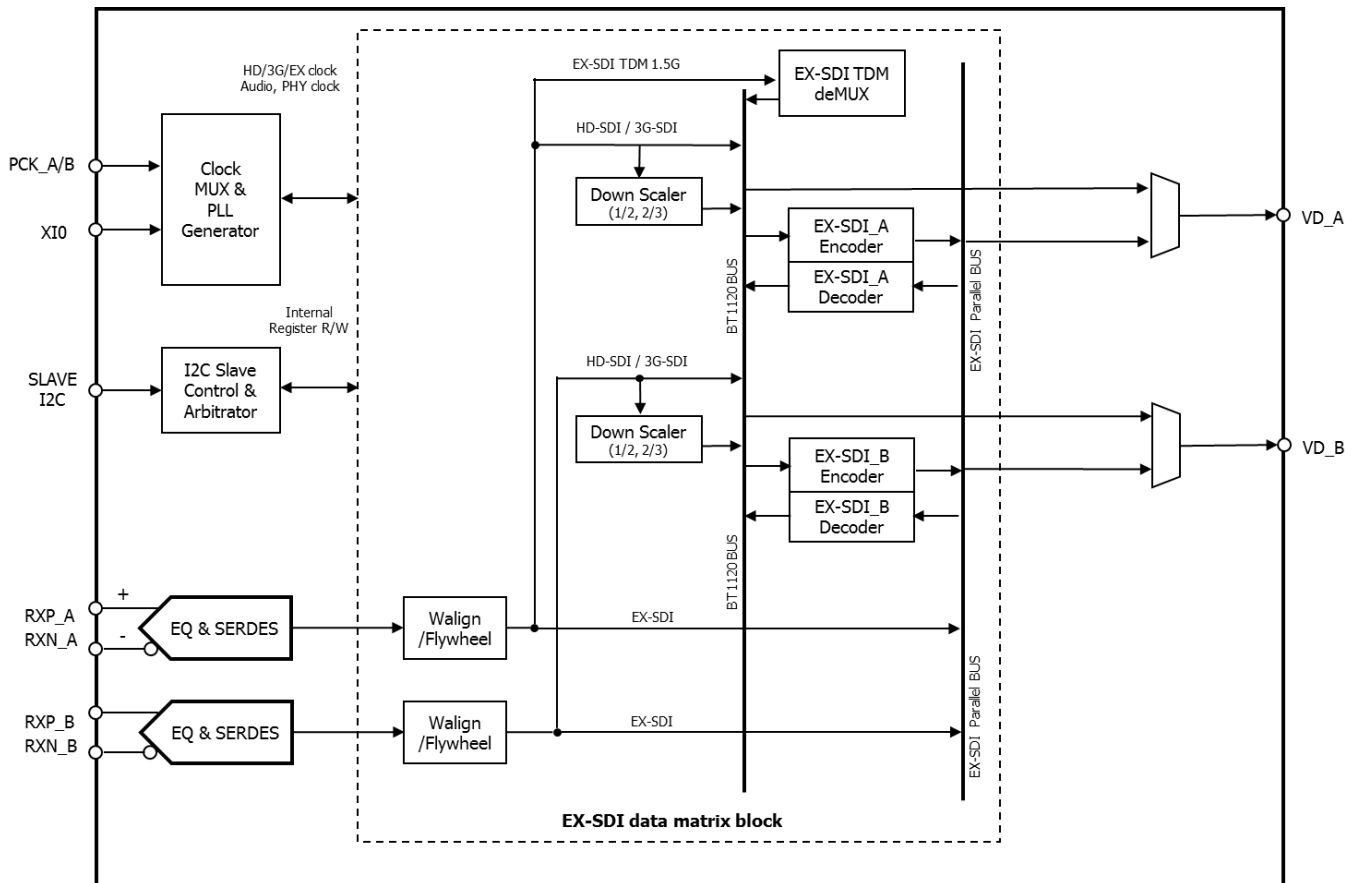 HD/3G/EX clock
Audio, PHY clock
EX-SDI TDM 1.5G
EX-SDI TDM
deMUX
HD-SDI / 3G-SDI
PCK_A/B
XI0
Clock
MUX &
PLL
Generator
Down Scaler
(1/2, 2/3)
EX-SDI_A
Encoder
EX-SDI_A
Decoder
BT1120 BUS
EX-SDI Parallel BUS
VD_A
Internal
Register R/W
SLAVE
I2C
I2C Slave
Control &
Arbitrator
HD-SDI / 3G-SDI
Down Scaler
(1/2, 2/3)
EX-SDI_B
Encoder
EX-SDI_B
Decoder
BT1120 BUS
VD_B
RXP_A
RXN_A
+
-
EQ & SERDES
Walign
/Flywheel
EX-SDI
RXP_B
RXN_B
EQ & SERDES
Walign
/Flywheel
EX-SDI
EX-SDI Parallel BUS
EX-SDI data matrix block